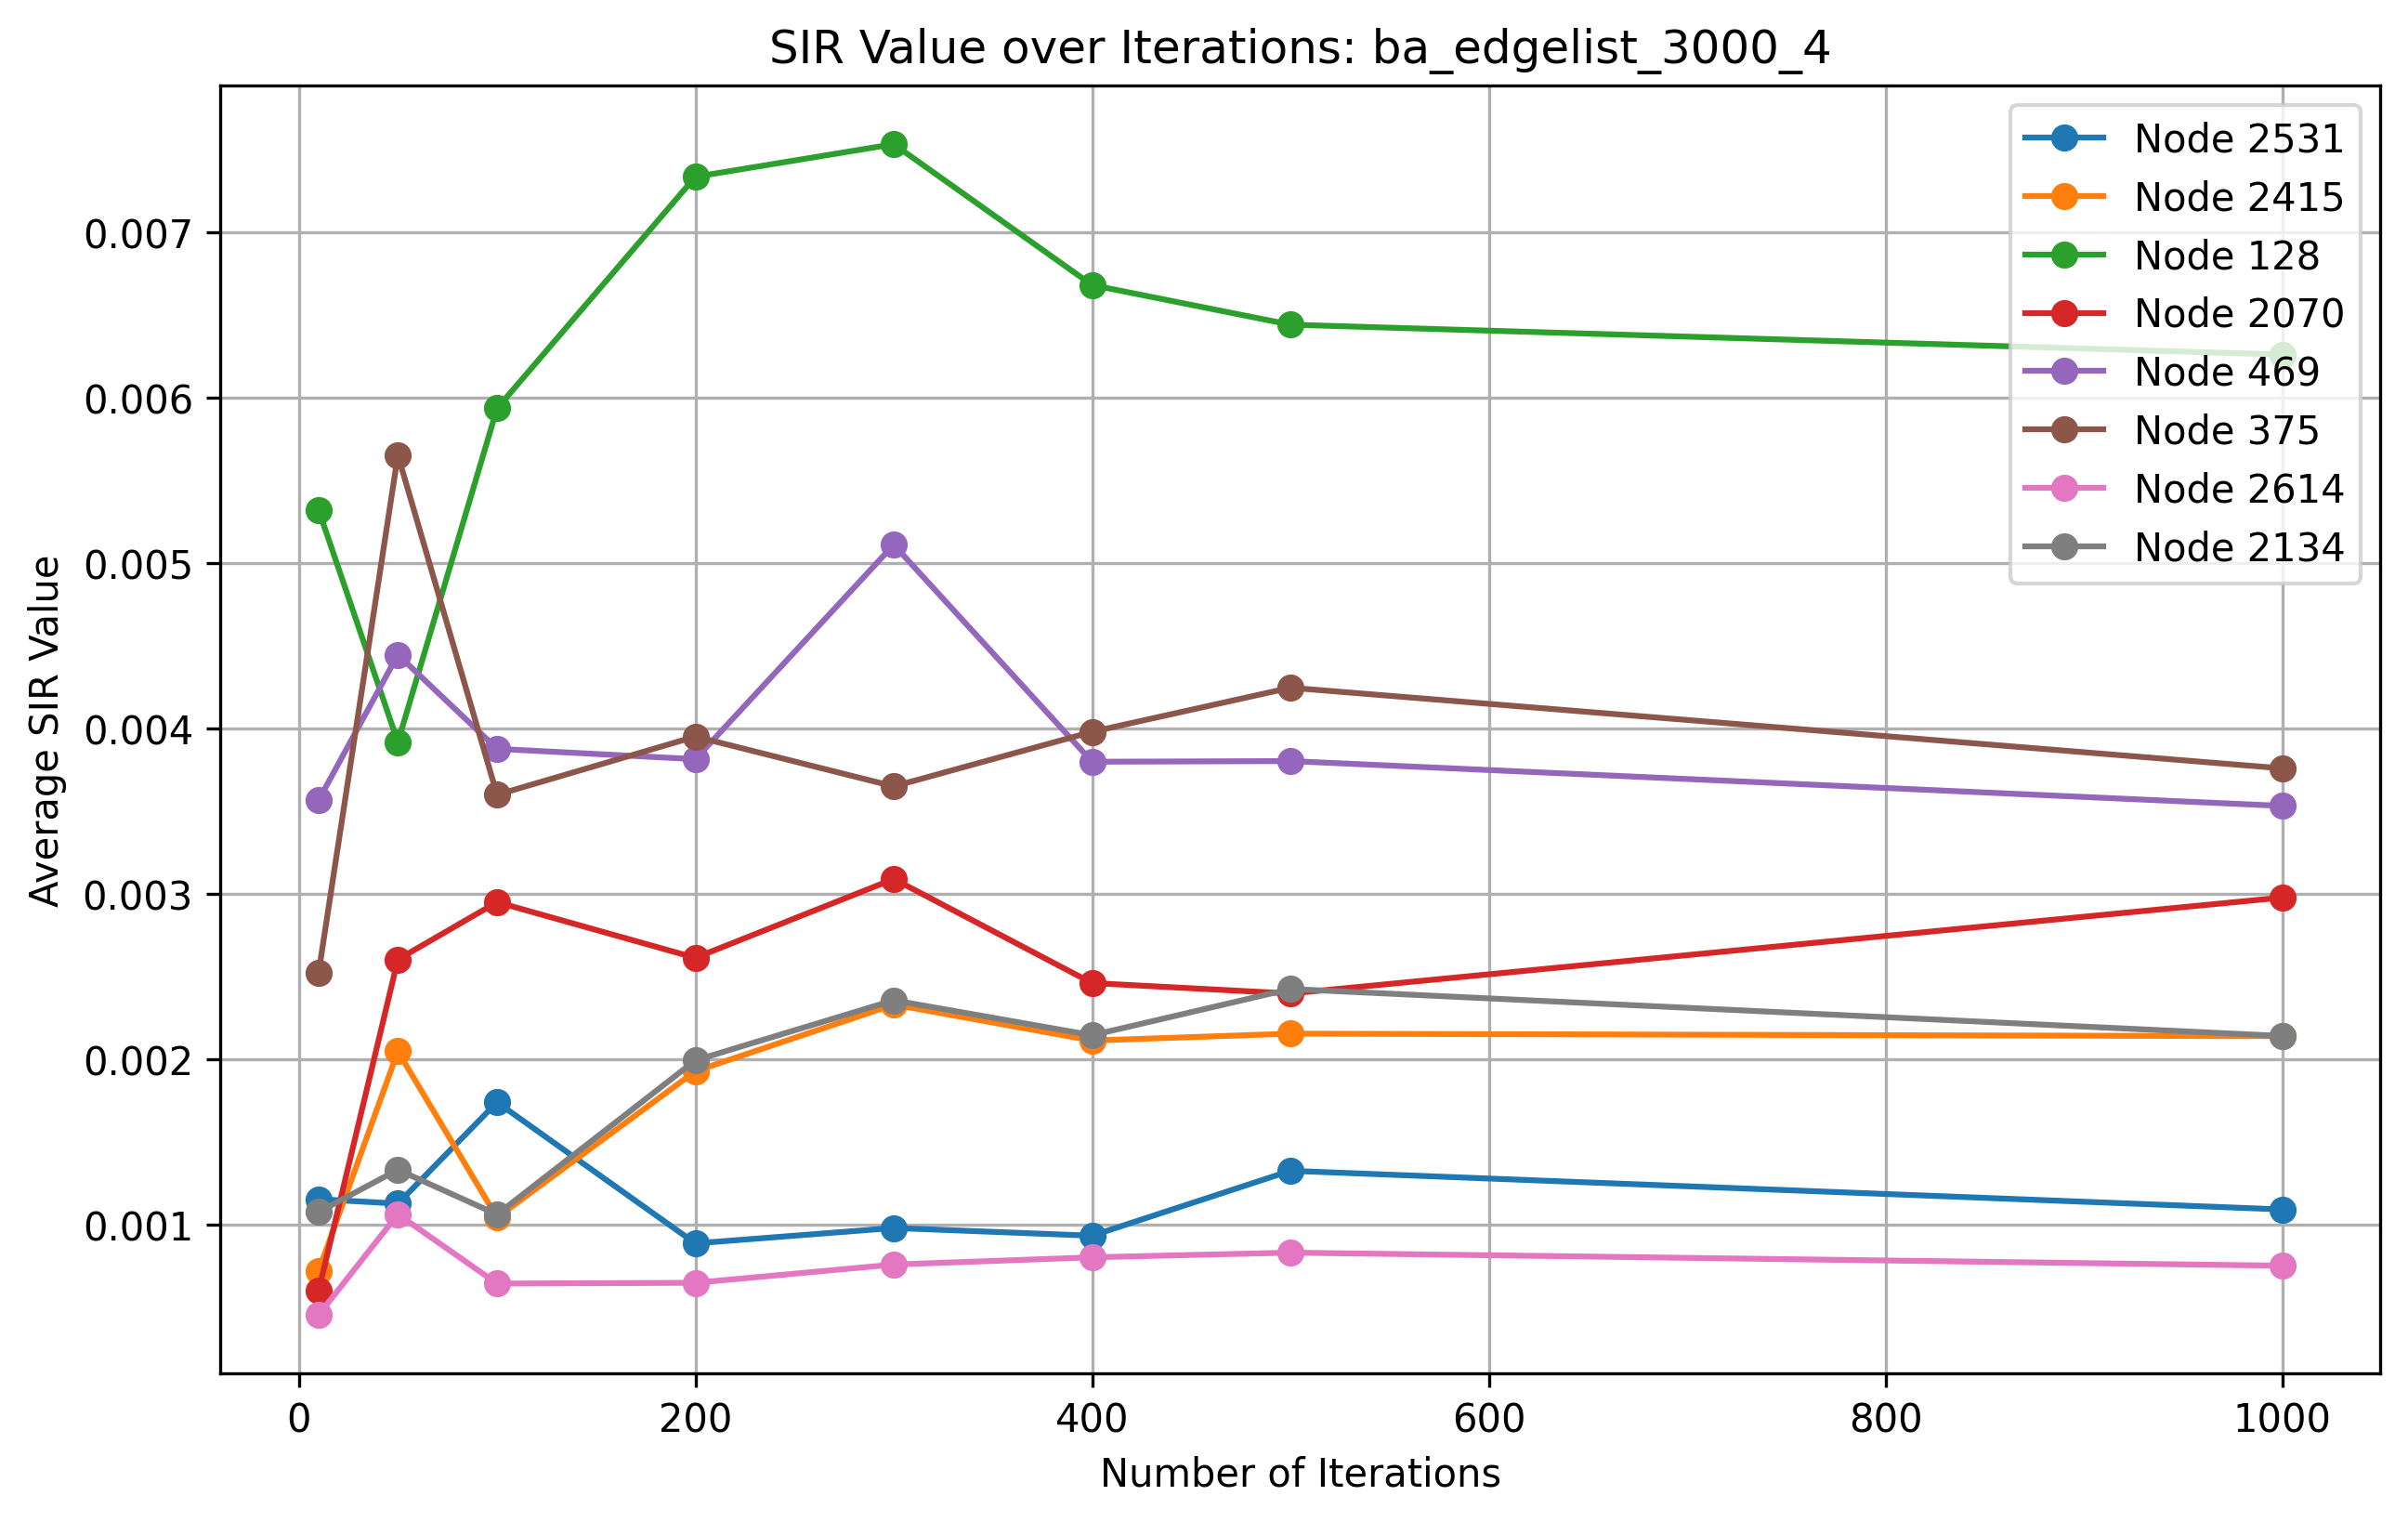 SIR Value over Iterations: ba_edgelist_3000_4
Node 2531
Node 2415
Node 128
Node 2070
Node 469
Node 375
Node 2614
Node 2134
Average SIR Value
0.007
0.006
0.005
0.004
0.003
0.002
0.001
0 200 400 600 800 1000
Number of Iterations